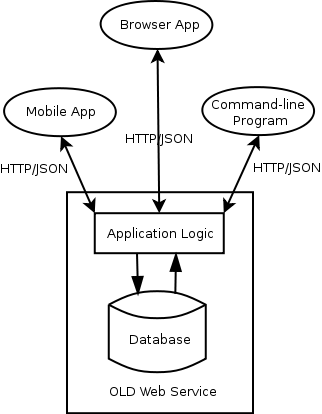 Browser App
Mobile App
Command-line
Program
HTTP/JSON
HTTP/JSON
HTTP/JSON
Application Logic
Database
OLD Web Service